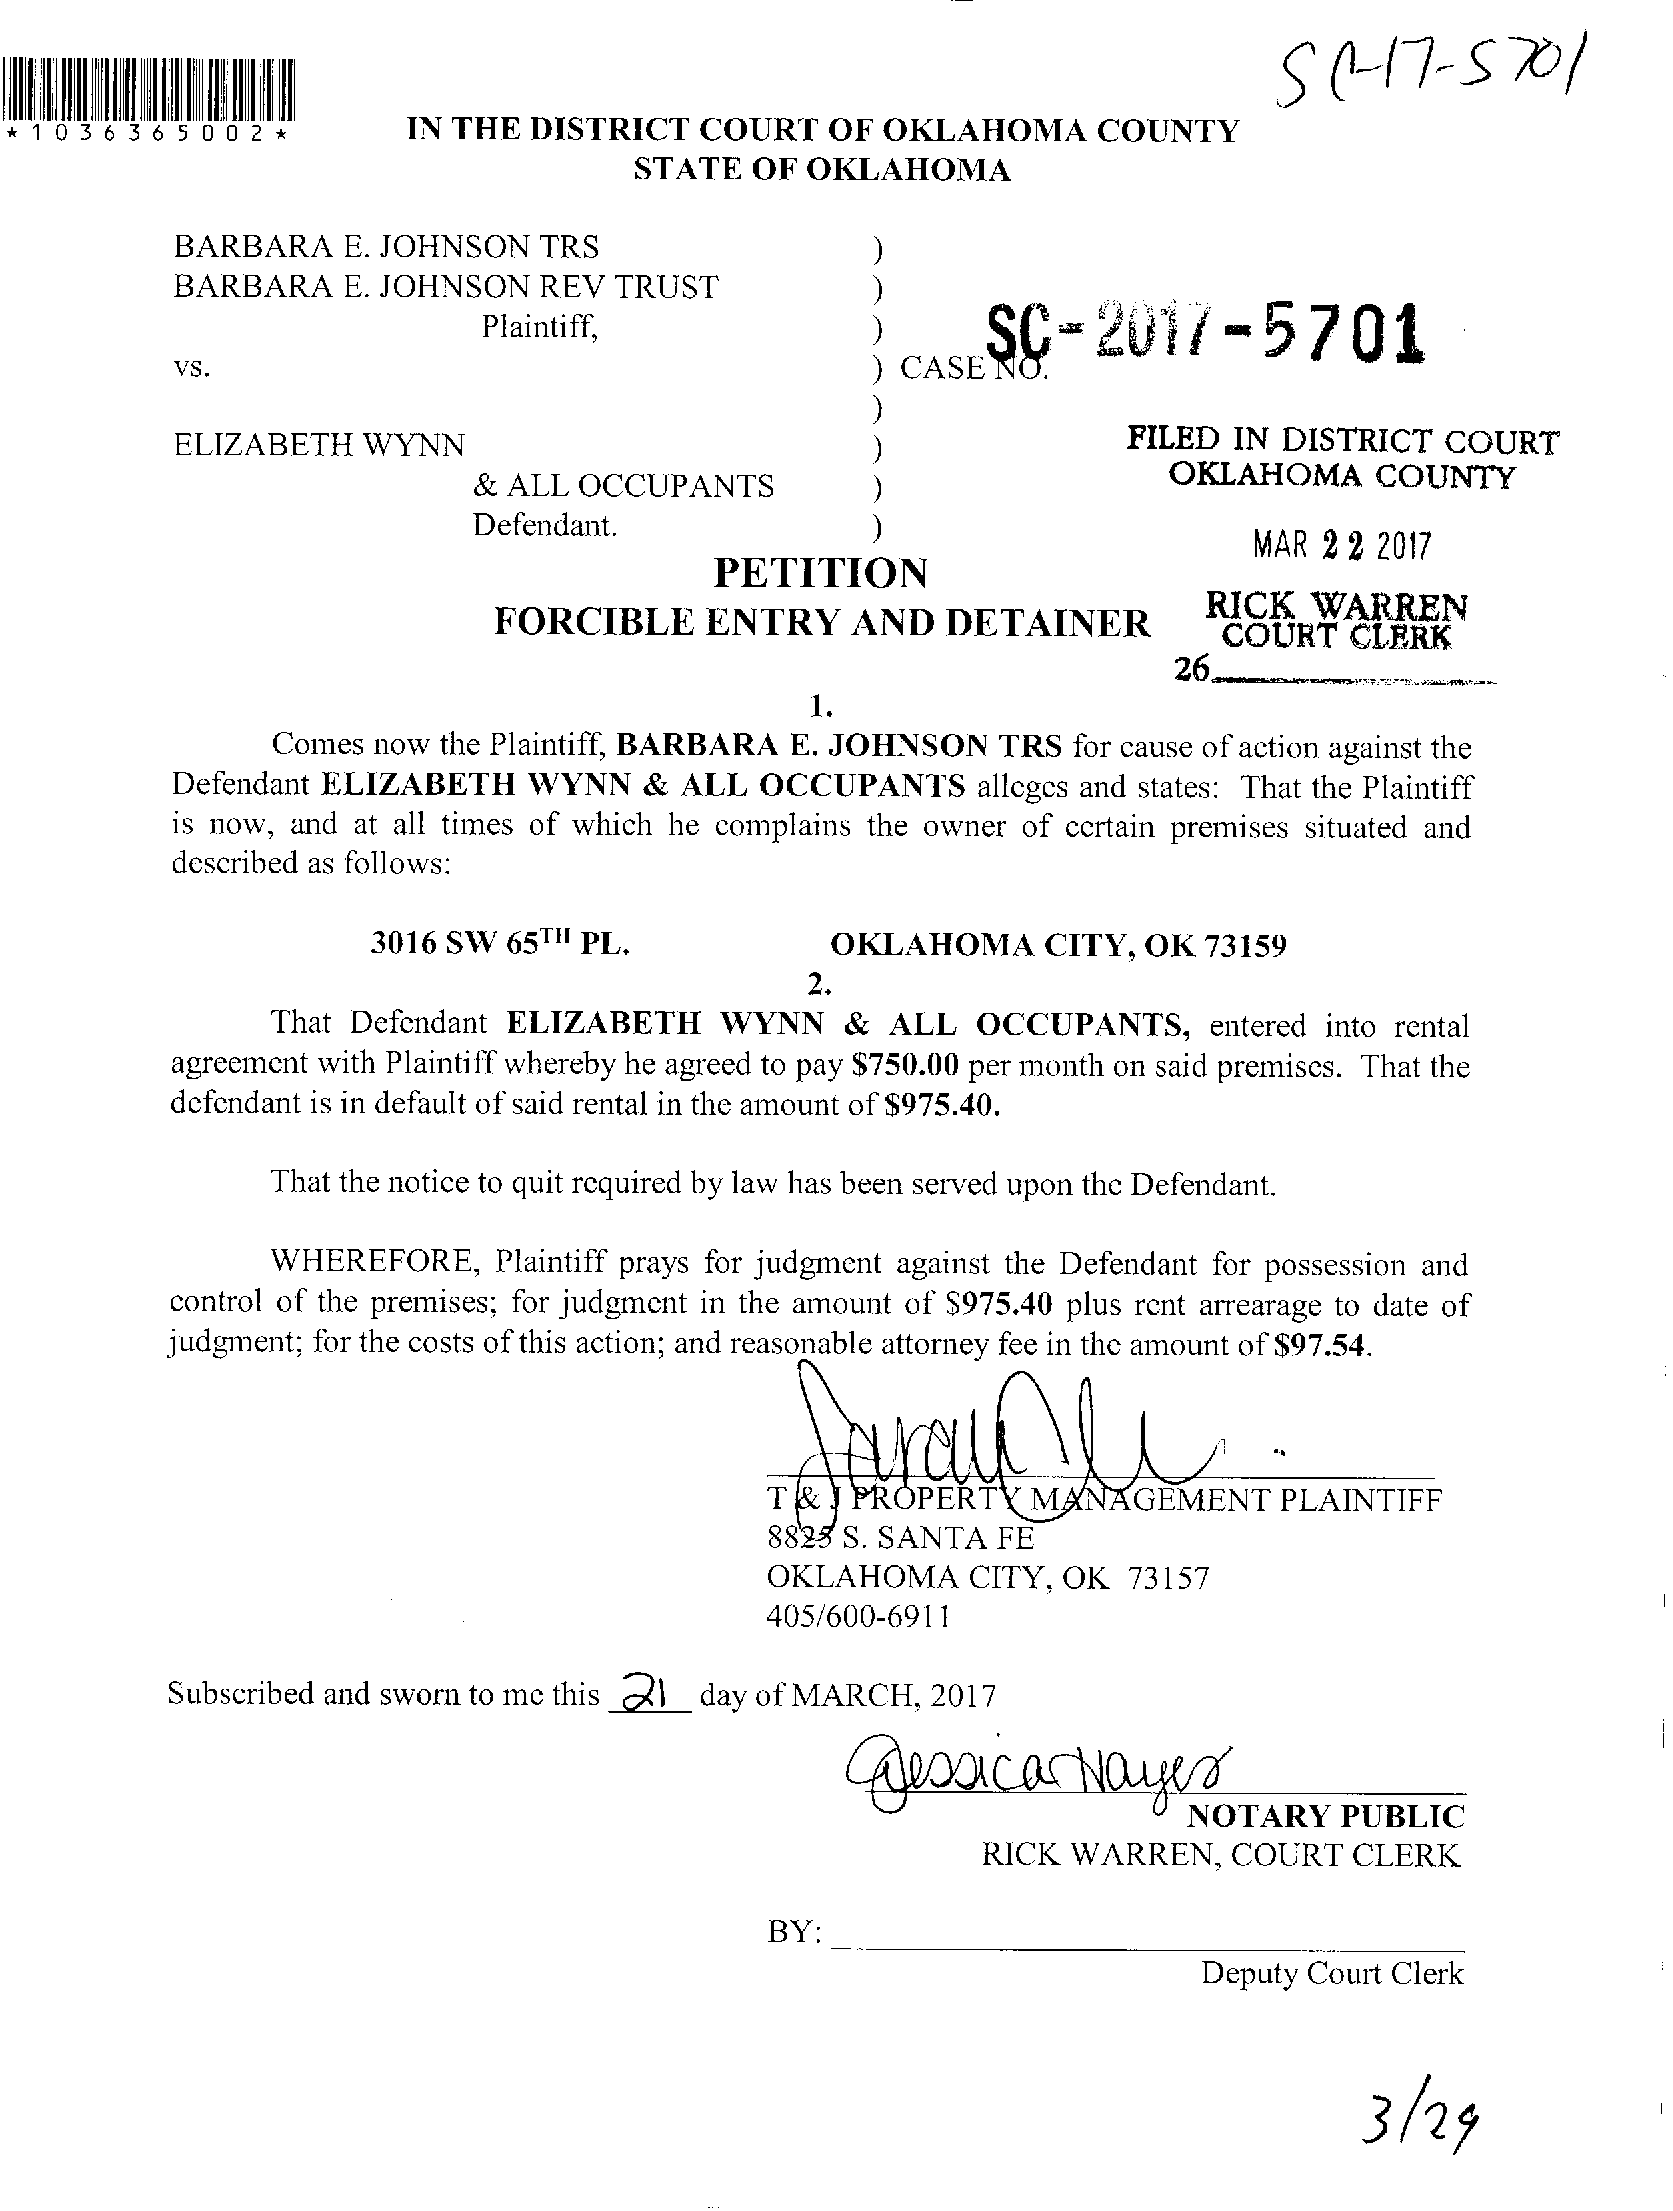 SC-17-5701
*1036365002*
IN THE DISTRICT COURT OF OKLAHOMA COUNTY
STATE OF OKLAHOMA
BARBARA E. JOHNSON TRS )
BARBARA E. JOHNSON REV TRUST )
Plaintiff, )
SC-2017-5701
vs. ) CASE NO.
)
ELIZABETH WYNN )
& ALL OCCUPANTS )
Defendant. )
FILED IN DISTRICT COURT
OKLAHOMA COUNTY
MAR 22 2017
RICK WARREN
COURT CLERK
26
PETITION
FORCIBLE ENTRY AND DETAINER
1.
Comes now the Plaintiff, BARBARA E. JOHNSON TRS for cause of action against the
Defendant ELIZABETH WYNN & ALL OCCUPANTS alleges and states: That the Plaintiff
is now, and at all times of which he complains the owner of certain premises situated and
described as follows:
3016 SW 65TH PL. OKLAHOMA CITY, OK 73159
2.
That Defendant ELIZABETH WYNN & ALL OCCUPANTS, entered into rental
agreement with Plaintiff whereby he agreed to pay $750.00 per month on said premises. That the
defendant is in default of said rental in the amount of $975.40.
That the notice to quit required by law has been served upon the Defendant.
WHEREFORE, Plaintiff prays for judgment against the Defendant for possession and
control of the premises; for judgment in the amount of $975.40 plus rent arrearage to date of
judgment; for the costs of this action; and reasonable attorney fee in the amount of $97.54.
T & J PROPERTY MANAGEMENT PLAINTIFF
8825 S. SANTA FE
OKLAHOMA CITY, OK 73157
405/600-6911
Subscribed and sworn to me this 21 day of MARCH, 2017
Jessica Hayes
NOTARY PUBLIC
RICK WARREN, COURT CLERK
BY:
Deputy Court Clerk
3/29